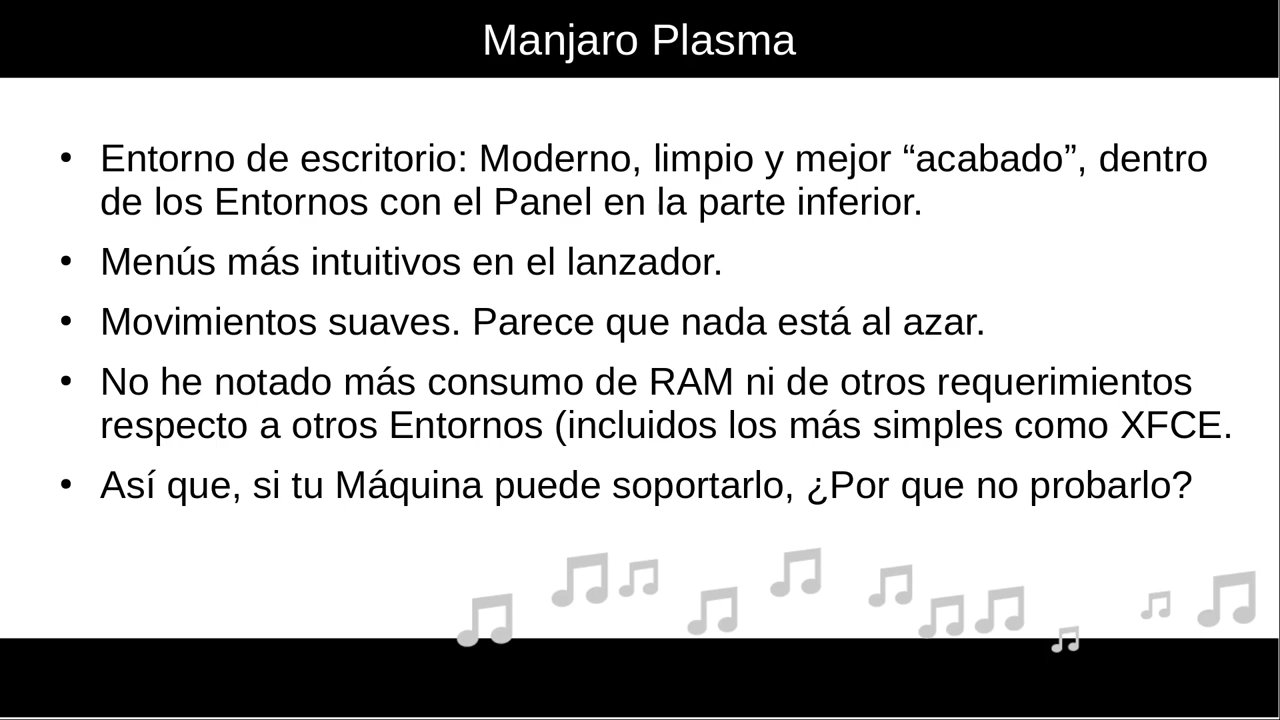 Manjaro Plasma
• Entorno de escritorio: Moderno, limpio y mejor “acabado”, dentro
de los Entornos con el Panel en la parte inferior.
• Menús más intuitivos en el lanzador.
• Movimientos suaves. Parece que nada está al azar.
• No he notado más consumo de RAM ni de otros requerimientos
respecto a otros Entornos (incluidos los más simples como XFCE.
• Así que, si tu Máquina puede soportarlo, ¿Por que no probarlo?